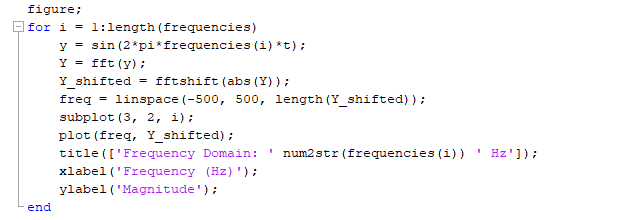 figure;
for i = 1:length(frequencies)
y = sin(2*pi*frequencies(i)*t);
Y = fft(y);
Y_shifted = fftshift(abs(Y));
freq = linspace(-500, 500, length(Y_shifted));
subplot(3, 2, i);
plot(freq, Y_shifted);
title(['Frequency Domain: ' num2str(frequencies(i)) ' Hz']);
xlabel('Frequency (Hz)');
ylabel('Magnitude');
end